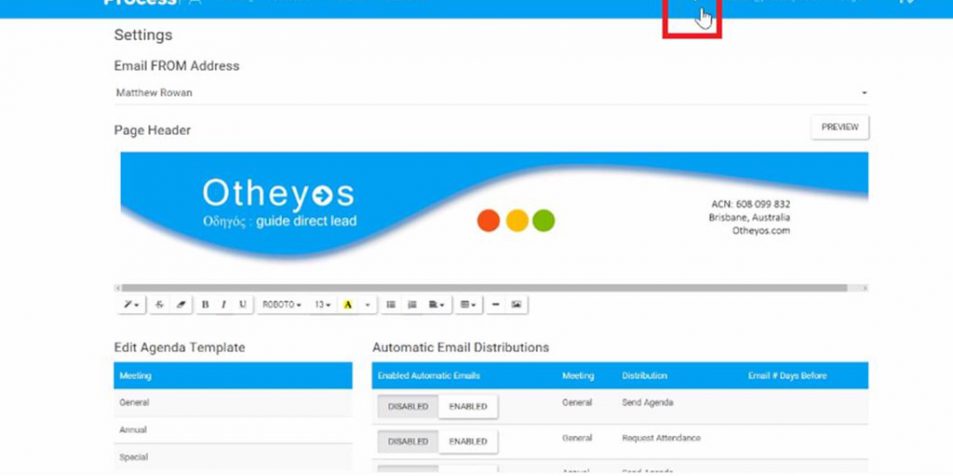 Process
Settings
Email FROM Address
Matthew Rowan
Page Header
PREVIEW
Otheyos
Οδηγός : guide direct lead
ACN: 608 099 832
Brisbane, Australia
Otheyos.com
B I U ROBOTO 13 A
Edit Agenda Template
Meeting
General
Annual
Special
Automatic Email Distributions
Enabled Automatic Emails Meeting Distribution Email # Days Before
DISABLED ENABLED General Send Agenda
DISABLED ENABLED General Request Attendance
DISABLED ENABLED Annual Send Agenda